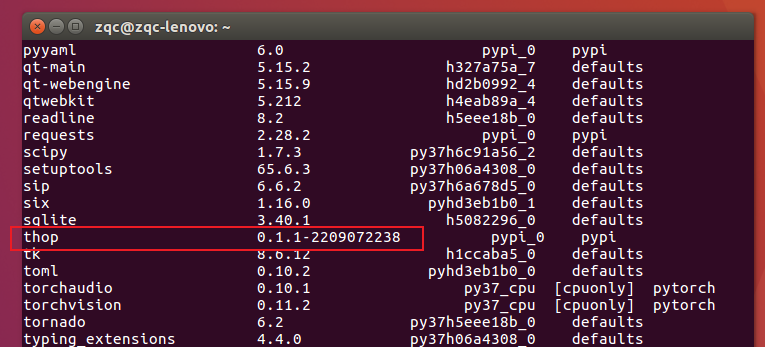 zqc@zqc-lenovo: ~
pyyaml 6.0 pypi_0 pypi
qt-main 5.15.2 h327a75a_7 defaults
qt-webengine 5.15.9 hd2b0992_4 defaults
qtwebkit 5.212 h4eab89a_4 defaults
readline 8.2 h5eee18b_0 defaults
requests 2.28.2 pypi_0 pypi
scipy 1.7.3 py37h6c91a56_2 defaults
setuptools 65.6.3 py37h06a4308_0 defaults
sip 6.6.2 py37h6a678d5_0 defaults
six 1.16.0 pyhd3eb1b0_1 defaults
sqlite 3.40.1 h5082296_0 defaults
thop 0.1.1-2209072238 pypi_0 pypi
tk 8.6.12 h1ccaba5_0 defaults
toml 0.10.2 pyhd3eb1b0_0 defaults
torchaudio 0.10.1 py37_cpu [cpuonly] pytorch
torchvision 0.11.2 py37_cpu [cpuonly] pytorch
tornado 6.2 py37h5eee18b_0 defaults
typing_extensions 4.4.0 py37h06a4308_0 defaults